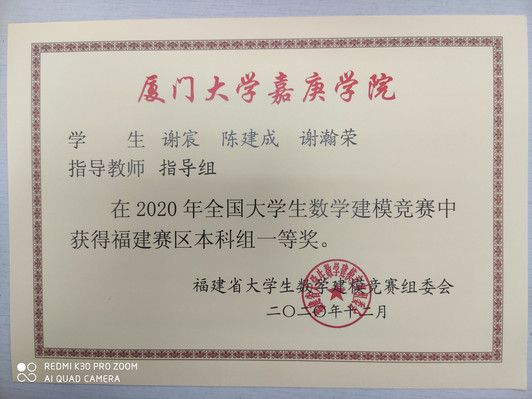 厦门大学嘉庚学院
学 生 谢宸 陈建成 谢瀚荣
指导教师 指导组
在 2020 年全国大学生数学建模竞赛中
获得福建赛区本科组一等奖。
福建省大学生数学建模竞赛组委会
二〇二〇年十二月
REDMI K30 PRO ZOOM
AI QUAD CAMERA